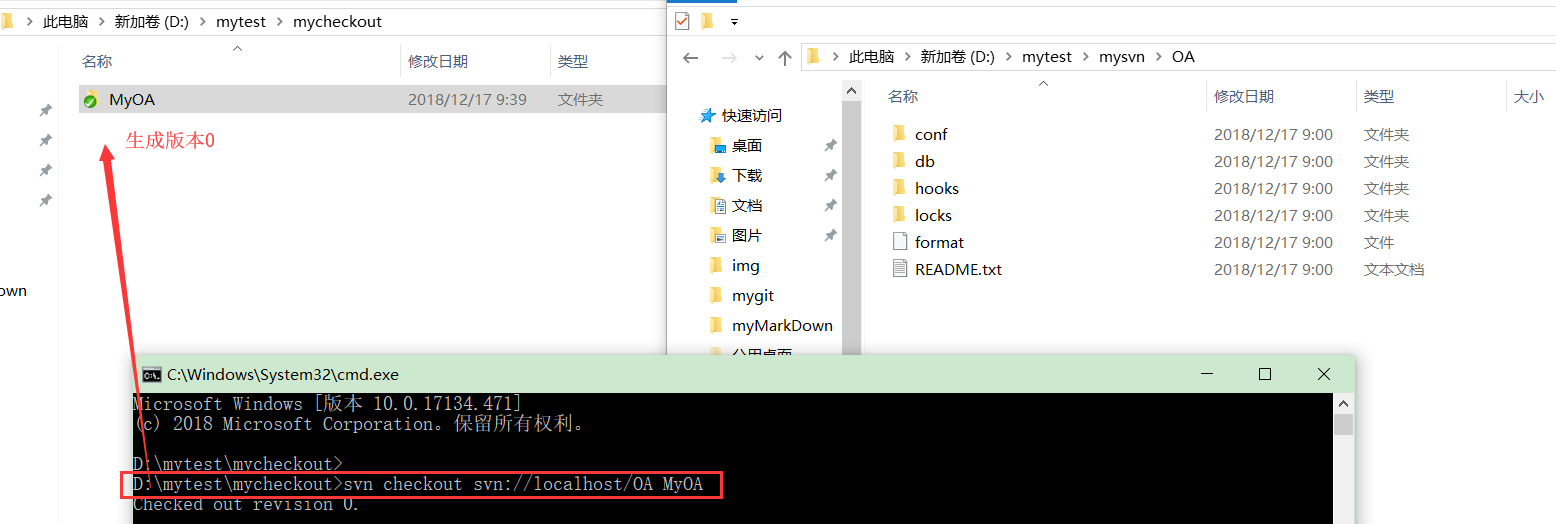 此电脑 > 新加卷 (D:) > mytest > mycheckout
名称 修改日期 类型
MyOA 2018/12/17 9:39 文件夹
生成版本0
own
此电脑 > 新加卷 (D:) > mytest > mysvn > OA
快速访问
桌面
下载
文档
图片
img
mygit
myMarkDown
公用桌面
名称 修改日期 类型 大小
conf 2018/12/17 9:00 文件夹
db 2018/12/17 9:00 文件夹
hooks 2018/12/17 9:00 文件夹
locks 2018/12/17 9:00 文件夹
format 2018/12/17 9:00 文件
README.txt 2018/12/17 9:00 文本文档
C:\Windows\System32\cmd.exe
Microsoft Windows [版本 10.0.17134.471]
(c) 2018 Microsoft Corporation。保留所有权利。
D:\mytest\mycheckout>
D:\mytest\mycheckout>svn checkout svn://localhost/OA MyOA
Checked out revision 0.